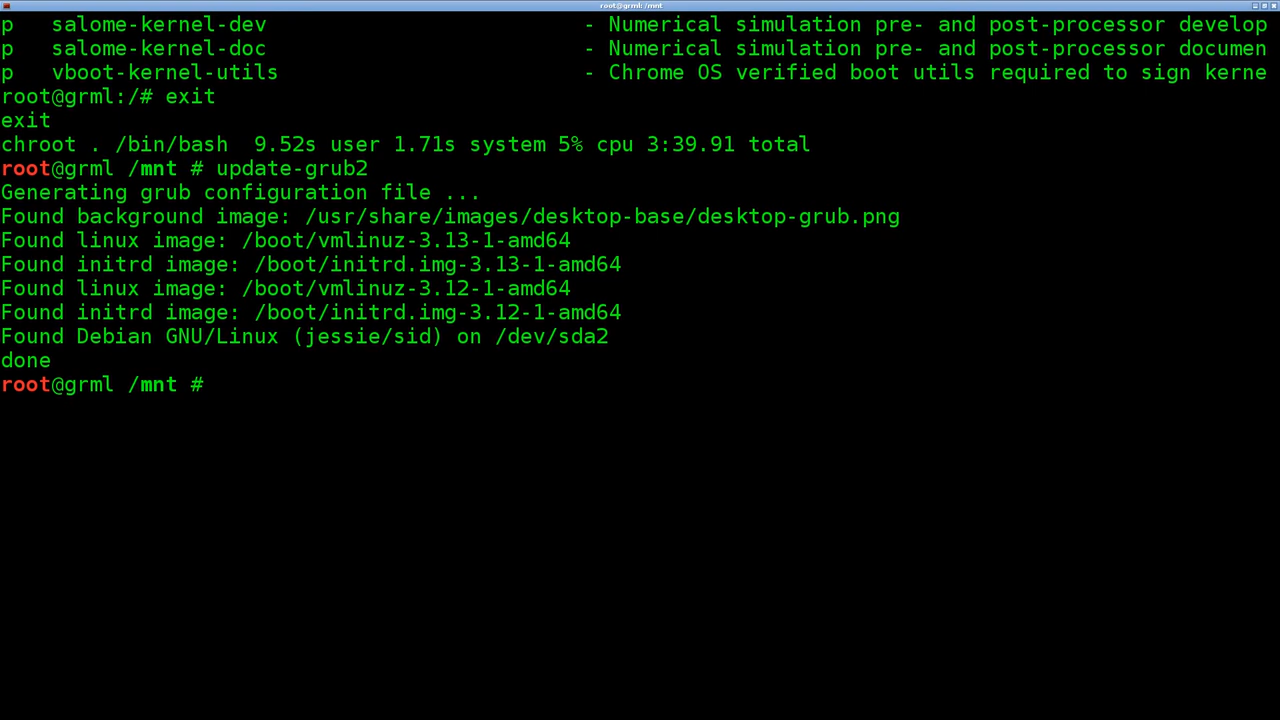 root@grml: /mnt
p   salome-kernel-dev                         - Numerical simulation pre- and post-processor develop
p   salome-kernel-doc                         - Numerical simulation pre- and post-processor documen
p   vboot-kernel-utils                        - Chrome OS verified boot utils required to sign kerne
root@grml:/# exit
exit
chroot . /bin/bash  9.52s user 1.71s system 5% cpu 3:39.91 total
root@grml /mnt # update-grub2
Generating grub configuration file ...
Found background image: /usr/share/images/desktop-base/desktop-grub.png
Found linux image: /boot/vmlinuz-3.13-1-amd64
Found initrd image: /boot/initrd.img-3.13-1-amd64
Found linux image: /boot/vmlinuz-3.12-1-amd64
Found initrd image: /boot/initrd.img-3.12-1-amd64
Found Debian GNU/Linux (jessie/sid) on /dev/sda2
done
root@grml /mnt #